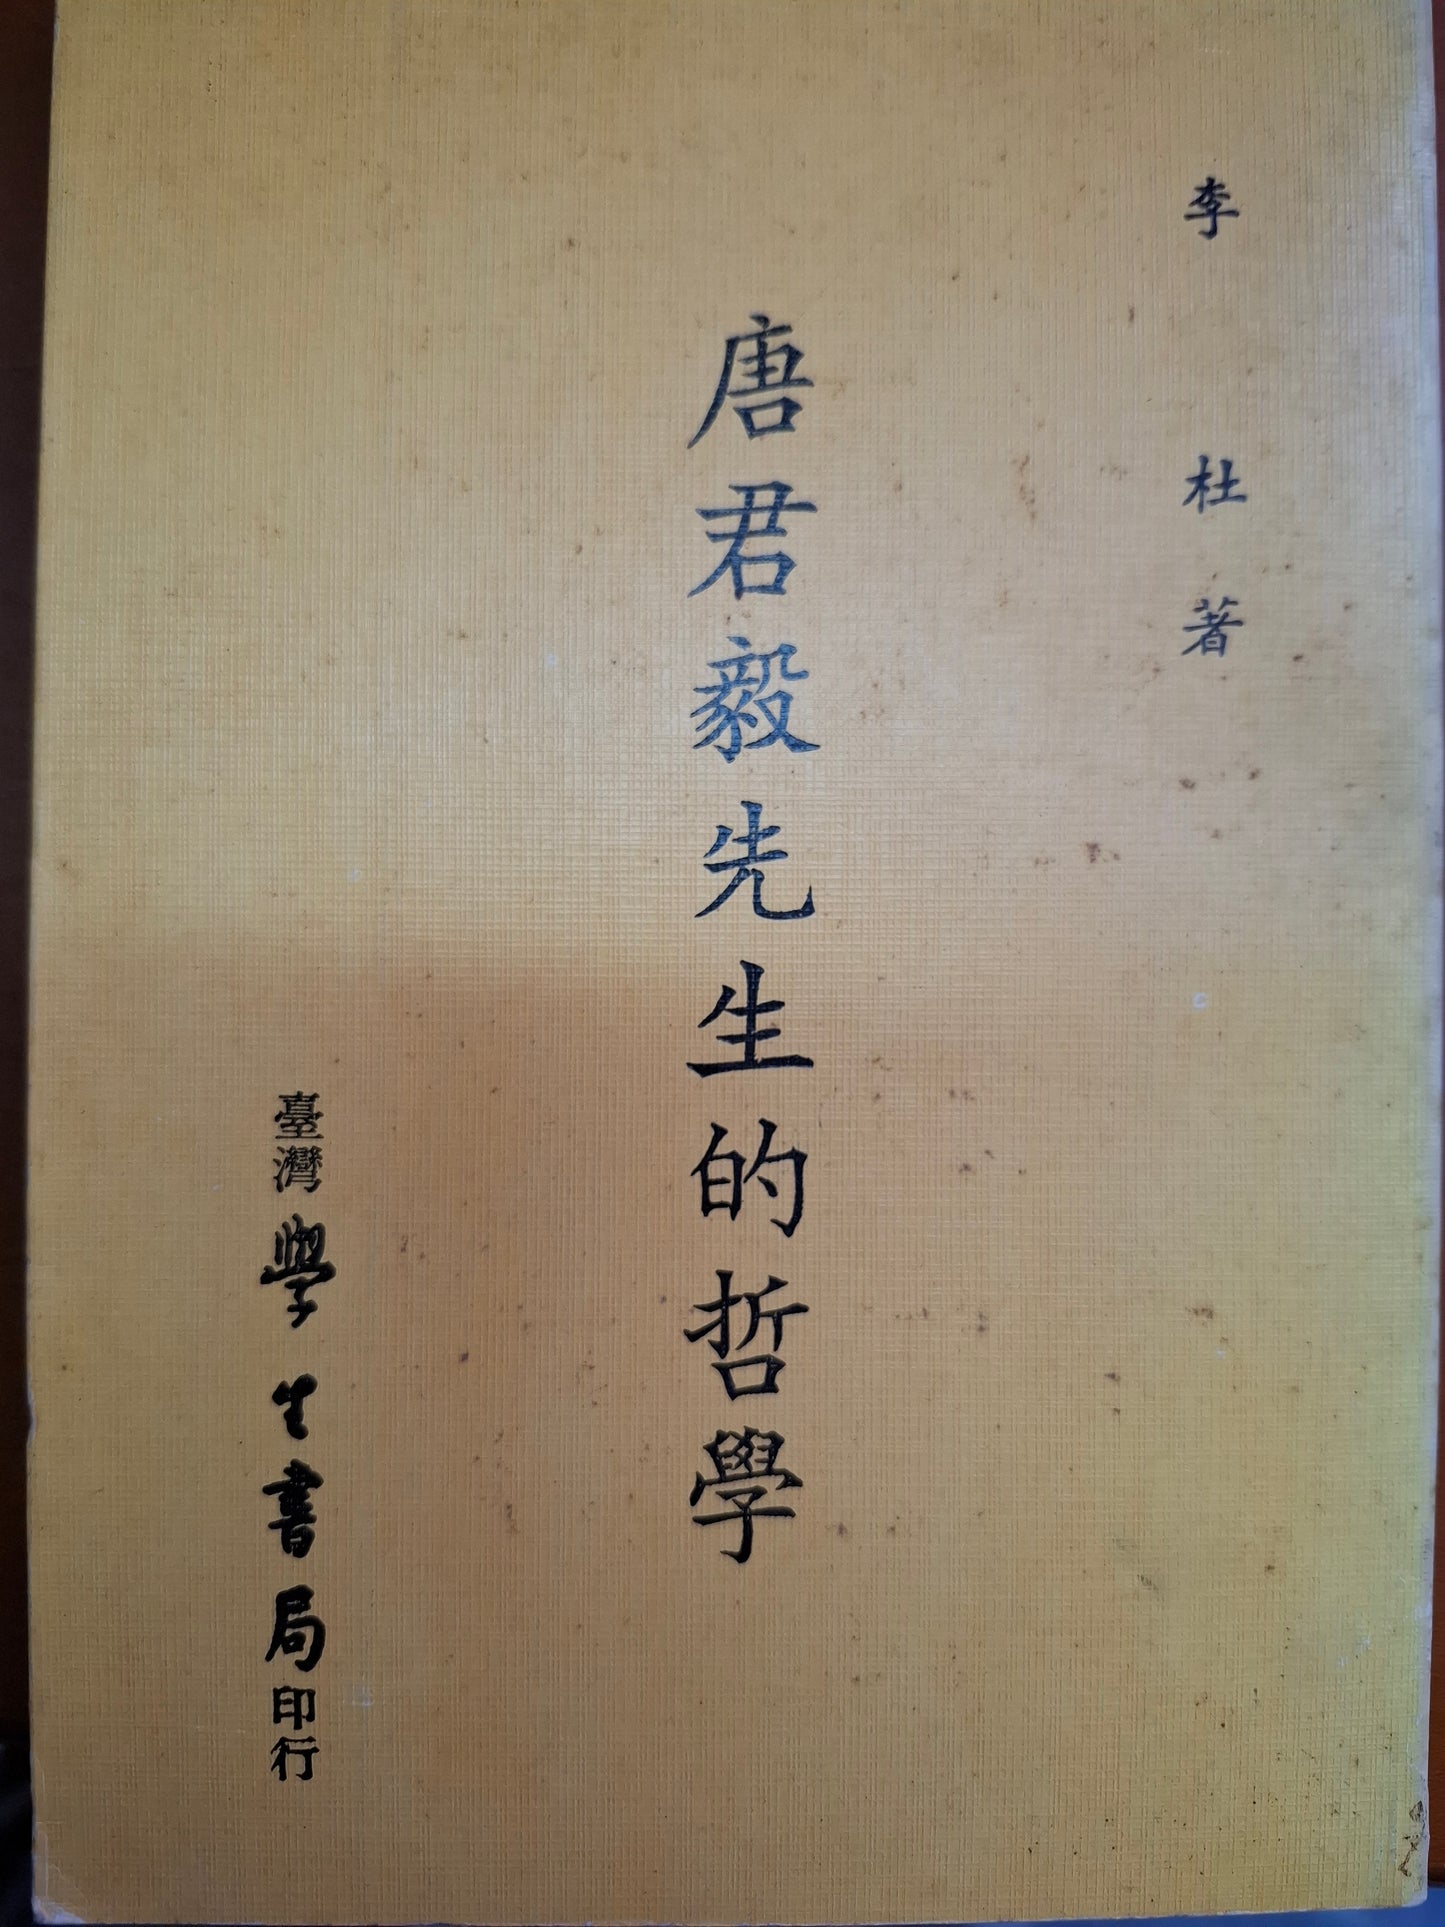 李杜著
唐君毅先生的哲學
臺灣學生書局印行